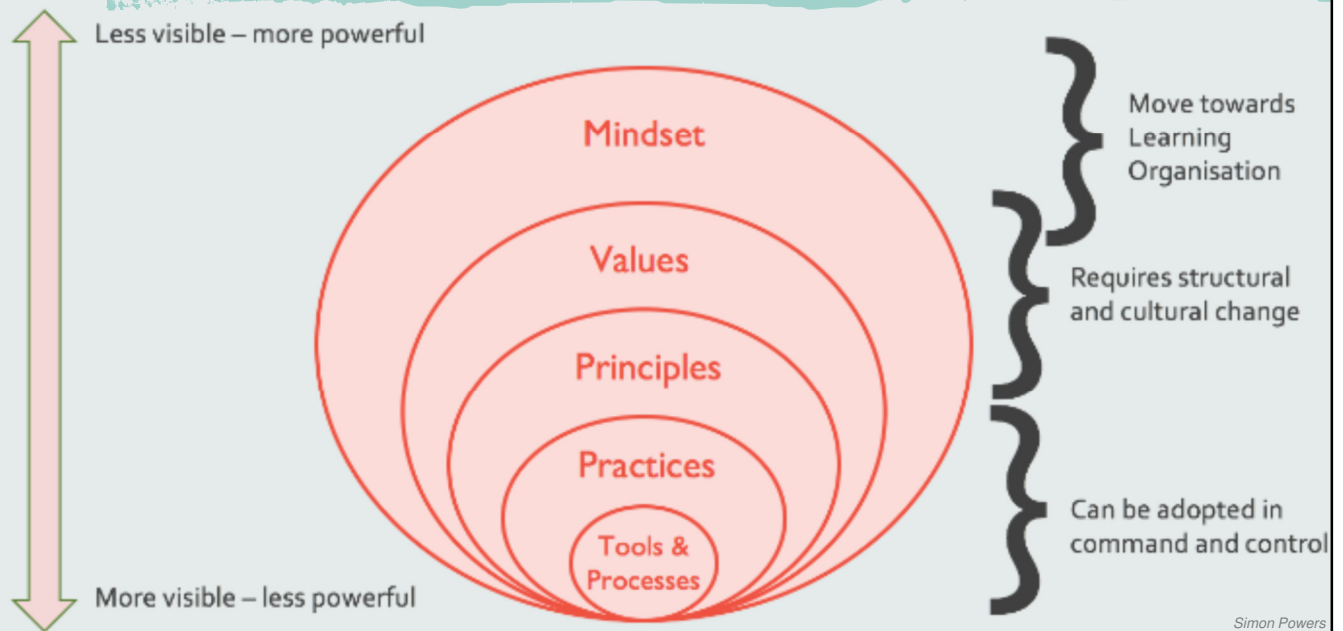 Less visible – more powerful
Mindset
Move towards
Learning
Organisation
Values
Requires structural
and cultural change
Principles
Practices
Can be adopted in
command and control
Tools &
Processes
More visible – less powerful
Simon Powers